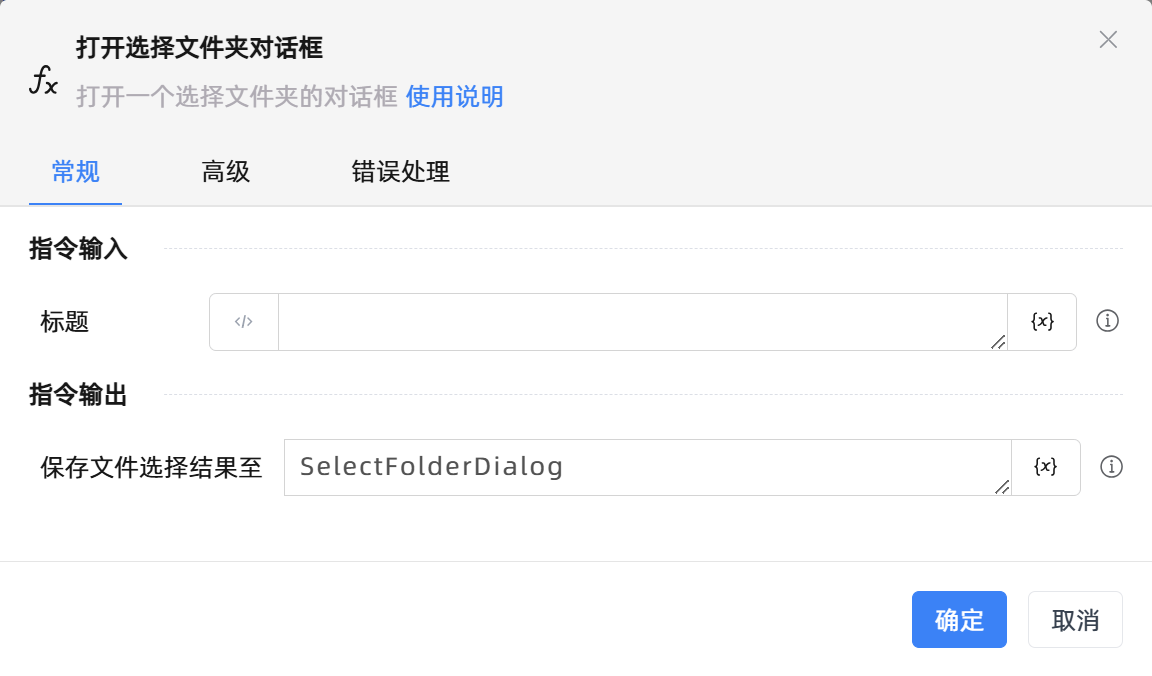 打开选择文件夹对话框
打开一个选择文件夹的对话框 使用说明
常规 高级 错误处理
指令输入
标题 </> {x}
指令输出
保存文件选择结果至 SelectFolderDialog {x}
确定 取消